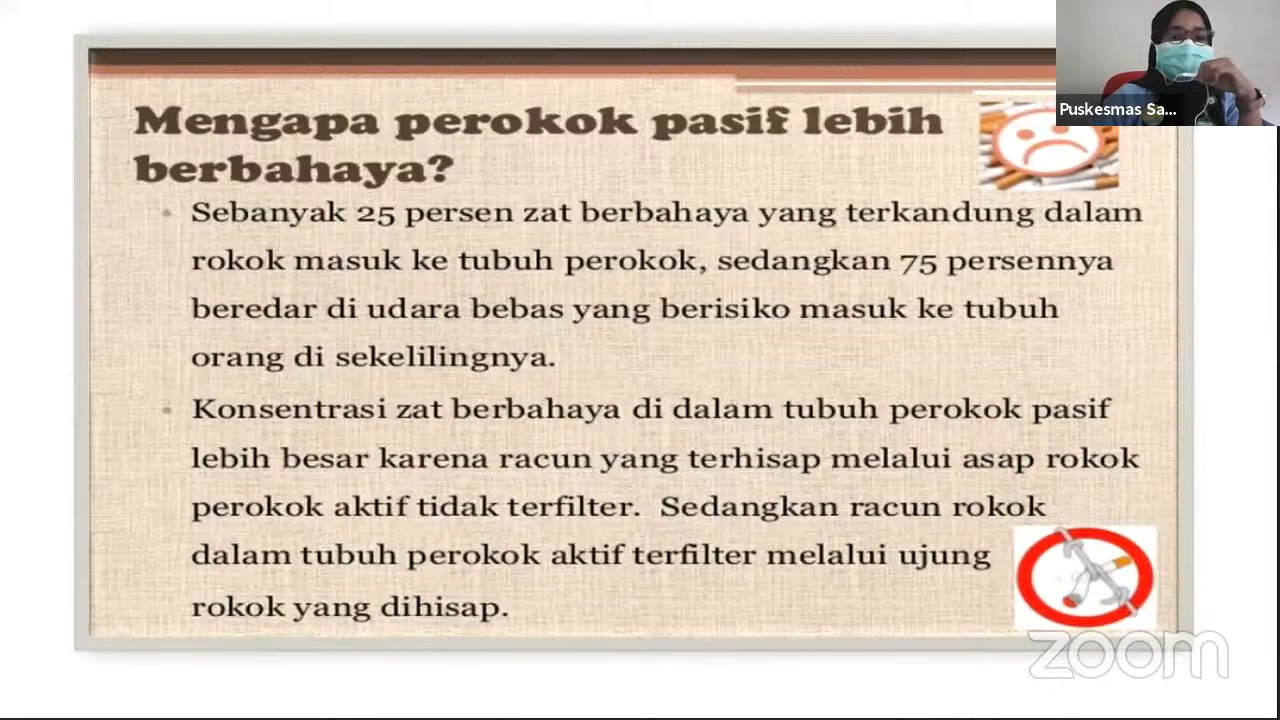 Puskesmas Sa...
Mengapa perokok pasif lebih
berbahaya?
Sebanyak 25 persen zat berbahaya yang terkandung dalam
rokok masuk ke tubuh perokok, sedangkan 75 persennya
beredar di udara bebas yang berisiko masuk ke tubuh
orang di sekelilingnya.
Konsentrasi zat berbahaya di dalam tubuh perokok pasif
lebih besar karena racun yang terhisap melalui asap rokok
perokok aktif tidak terfilter. Sedangkan racun rokok
dalam tubuh perokok aktif terfilter melalui ujung
rokok yang dihisap.
zoom